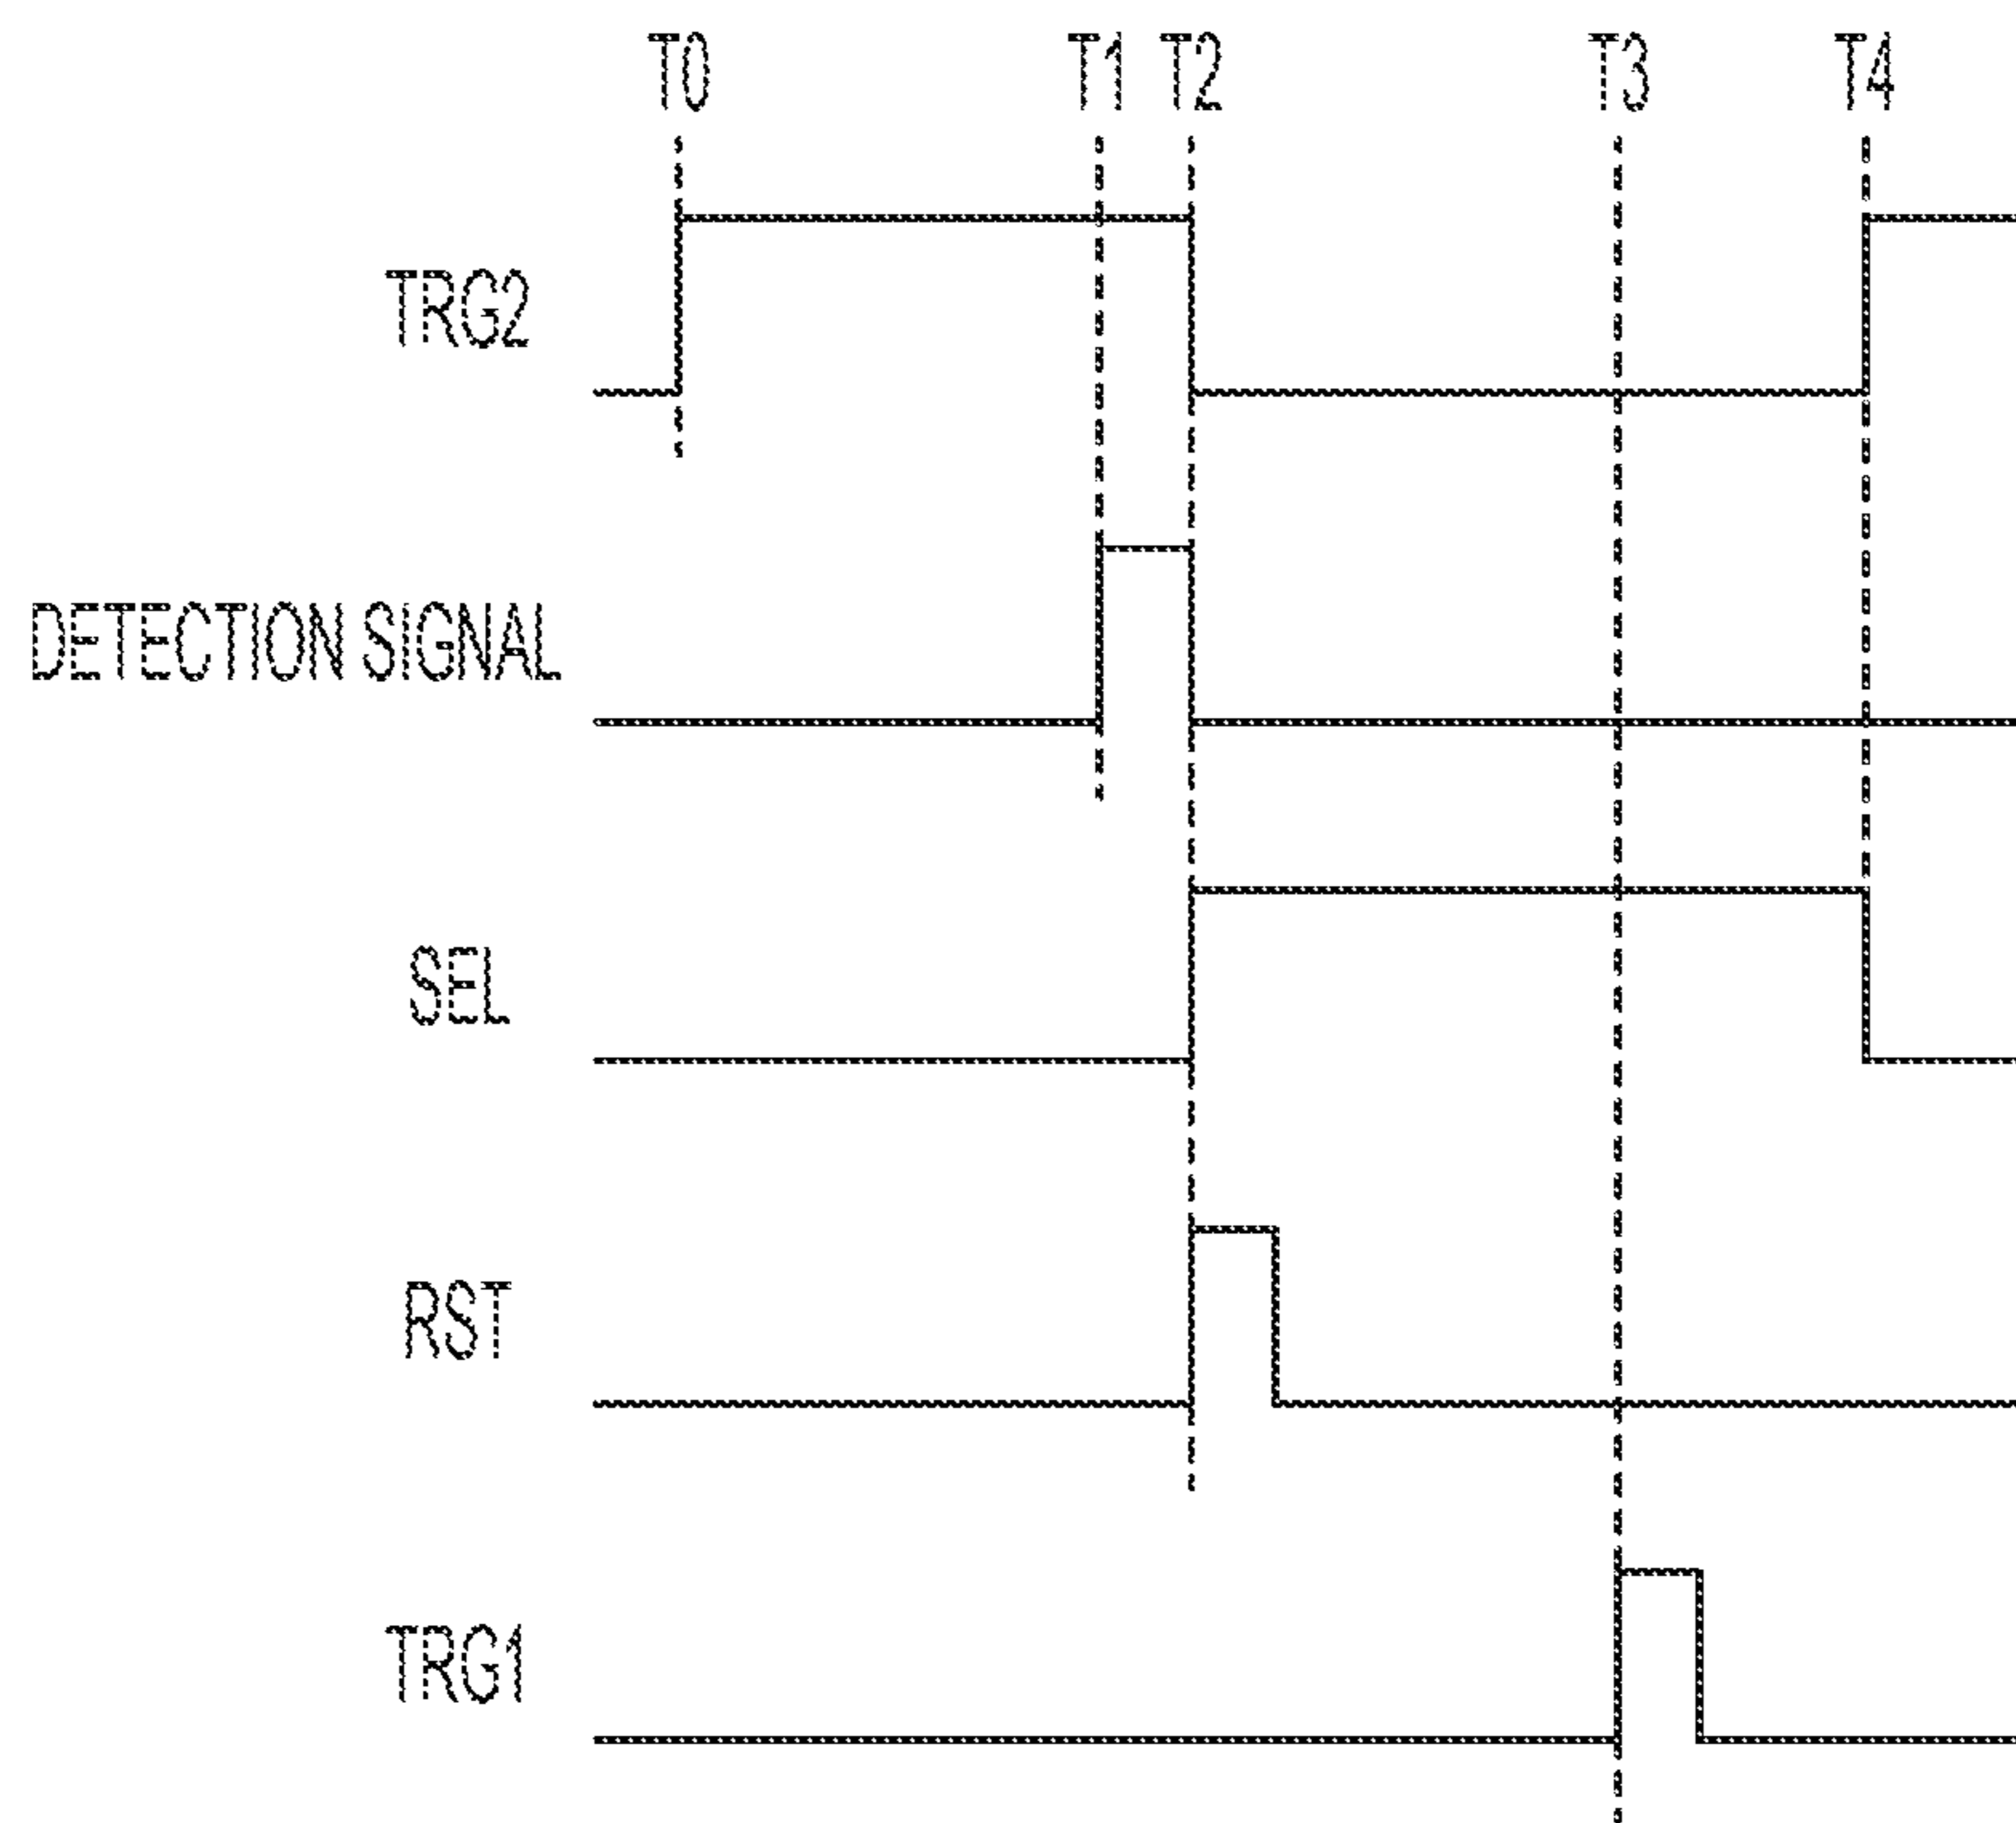 T0 T1 T2 T3 T4
TRG2
DETECTION SIGNAL
SEL
RST
TRG1